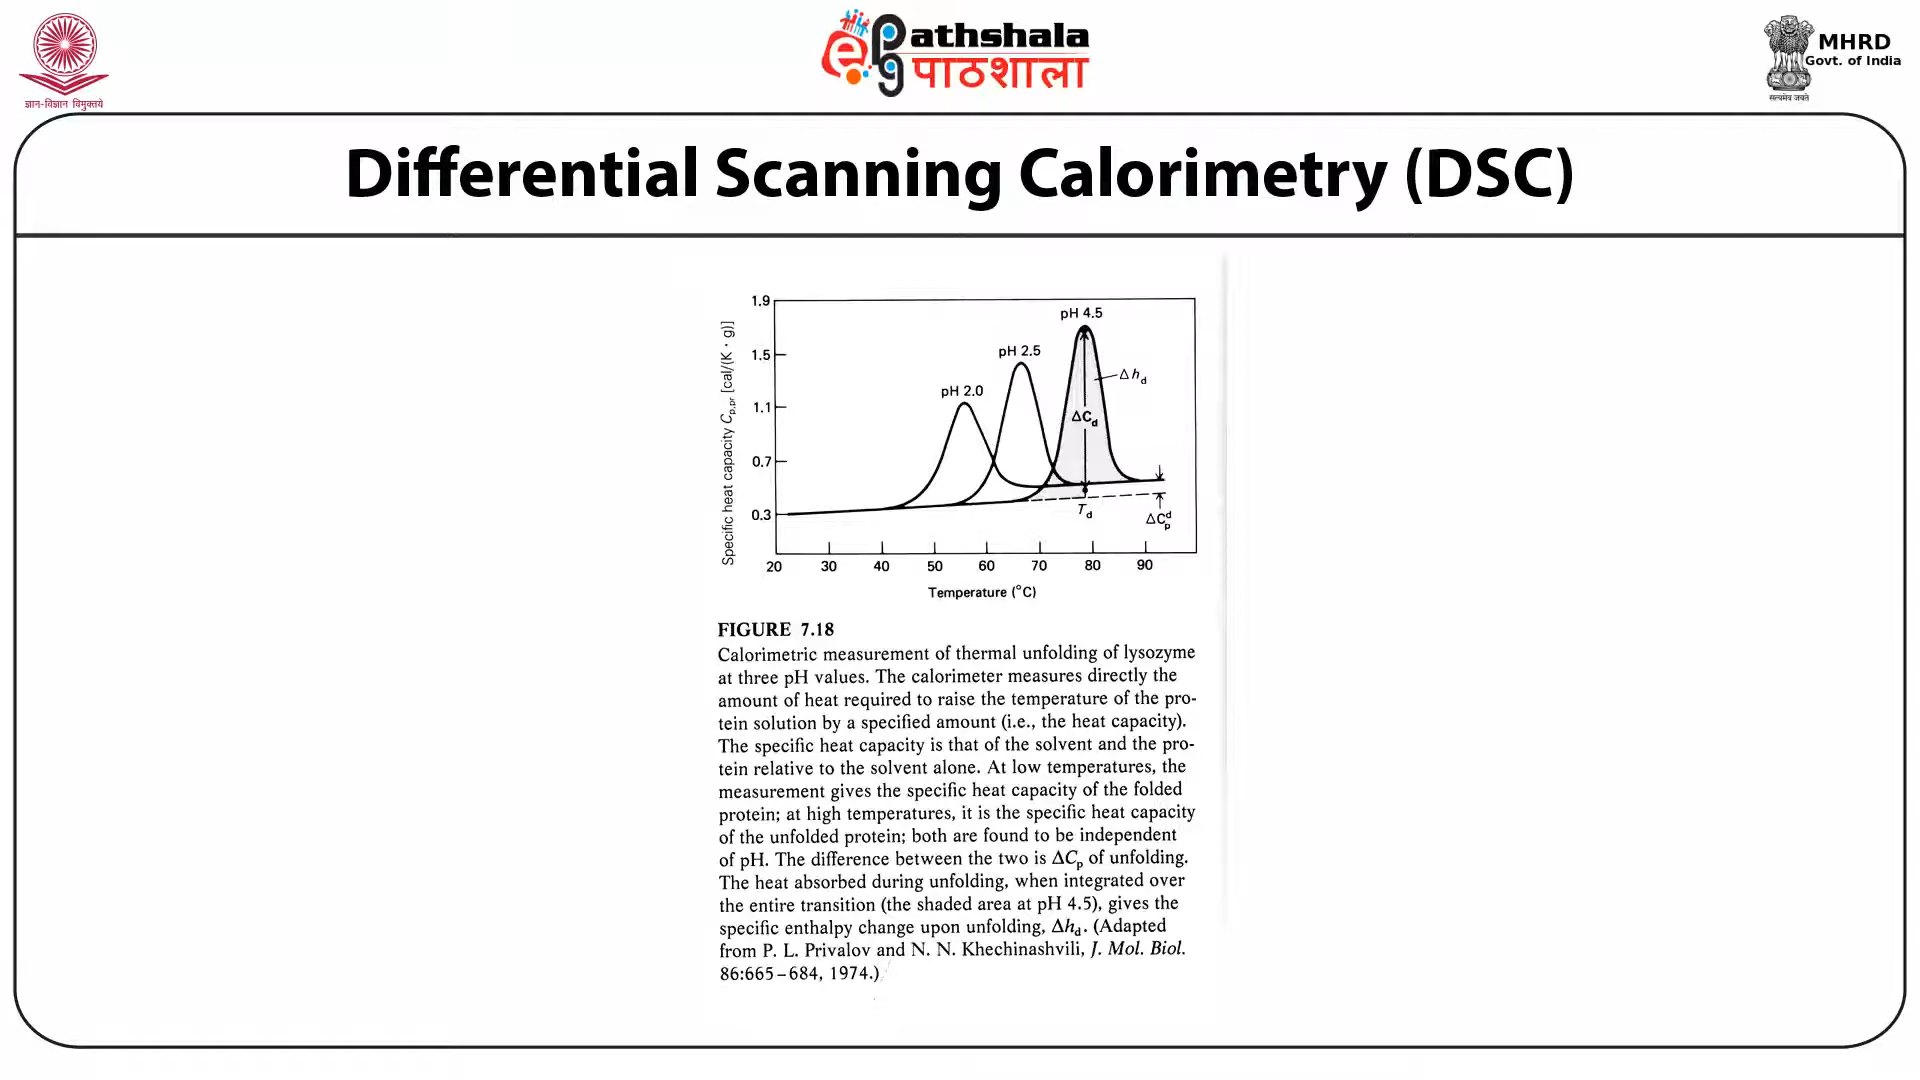 ज्ञान-विज्ञान विमुक्तये
ePathshala
पाठशाला
MHRD
Govt. of India
सत्यमेव जयते
Differential Scanning Calorimetry (DSC)
Specific heat capacity Cp,pr [cal/(K · g)]
1.9
1.5
1.1
0.7
0.3
pH 4.5
pH 2.5
pH 2.0
Δhd
ΔCd
Td
ΔCpd
20 30 40 50 60 70 80 90
Temperature (°C)
FIGURE 7.18
Calorimetric measurement of thermal unfolding of lysozyme
at three pH values. The calorimeter measures directly the
amount of heat required to raise the temperature of the pro-
tein solution by a specified amount (i.e., the heat capacity).
The specific heat capacity is that of the solvent and the pro-
tein relative to the solvent alone. At low temperatures, the
measurement gives the specific heat capacity of the folded
protein; at high temperatures, it is the specific heat capacity
of the unfolded protein; both are found to be independent
of pH. The difference between the two is ΔCp of unfolding.
The heat absorbed during unfolding, when integrated over
the entire transition (the shaded area at pH 4.5), gives the
specific enthalpy change upon unfolding, Δhd. (Adapted
from P. L. Privalov and N. N. Khechinashvili, J. Mol. Biol.
86:665–684, 1974.)